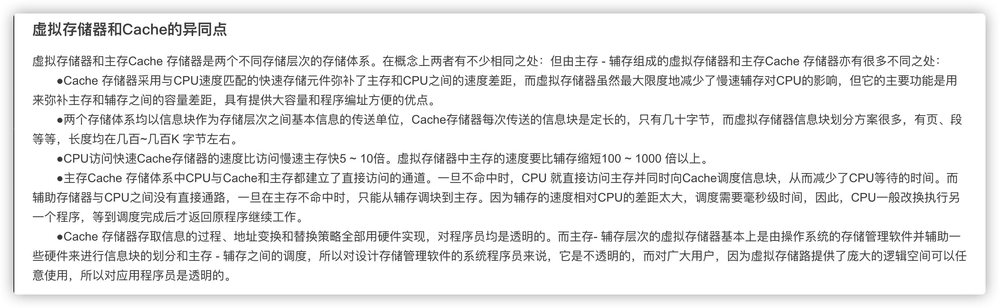 虚拟存储器和Cache的异同点
虚拟存储器和主存Cache 存储器是两个不同存储层次的存储体系。在概念上两者有不少相同之处：但由主存 - 辅存组成的虚拟存储器和主存Cache 存储器亦有很多不同之处：
●Cache 存储器采用与CPU速度匹配的快速存储元件弥补了主存和CPU之间的速度差距，而虚拟存储器虽然最大限度地减少了慢速辅存对CPU的影响，但它的主要功能是用
来弥补主存和辅存之间的容量差距，具有提供大容量和程序编址方便的优点。
●两个存储体系均以信息块作为存储层次之间基本信息的传送单位，Cache存储器每次传送的信息块是定长的，只有几十字节，而虚拟存储器信息块划分方案很多，有页、段
等等，长度均在几百~几百K 字节左右。
●CPU访问快速Cache存储器的速度比访问慢速主存快5 ~ 10倍。虚拟存储器中主存的速度要比辅存缩短100 ~ 1000 倍以上。
●主存Cache 存储体系中CPU与Cache和主存都建立了直接访问的通道。一旦不命中时，CPU 就直接访问主存并同时向Cache调度信息块，从而减少了CPU等待的时间。而
辅助存储器与CPU之间没有直接通路，一旦在主存不命中时，只能从辅存调块到主存。因为辅存的速度相对CPU的差距太大，调度需要毫秒级时间，因此，CPU一般改换执行另
一个程序，等到调度完成后才返回原程序继续工作。
●Cache 存储器存取信息的过程、地址变换和替换策略全部用硬件实现，对程序员均是透明的。而主存- 辅存层次的虚拟存储器基本上是由操作系统的存储管理软件并辅助一
些硬件来进行信息块的划分和主存 - 辅存之间的调度，所以对设计存储管理软件的系统程序员来说，它是不透明的，而对广大用户，因为虚拟存储路提供了庞大的逻辑空间可以任
意使用，所以对应用程序员是透明的。